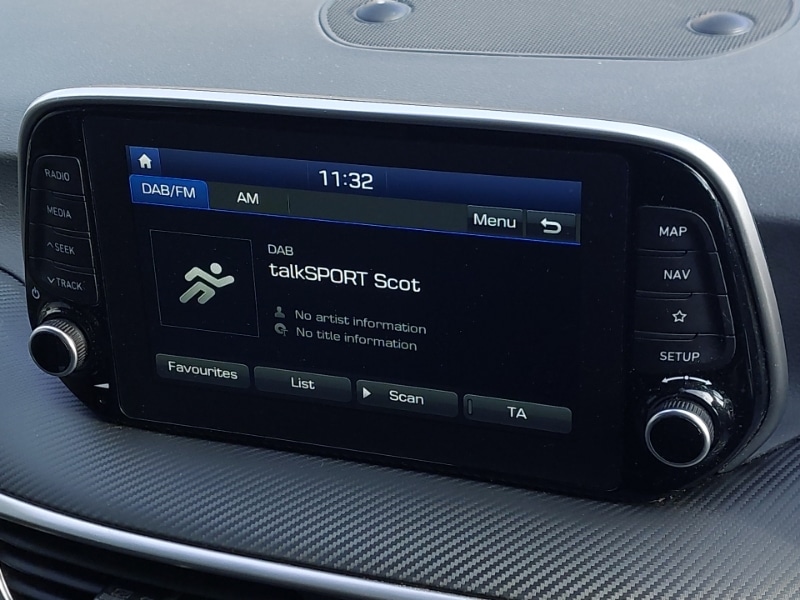 RADIO
MEDIA
SEEK
TRACK
11:32
DAB/FM AM
Menu
DAB
talkSPORT Scot
No artist information
No title information
Favourites List Scan TA
MAP
NAV
SETUP